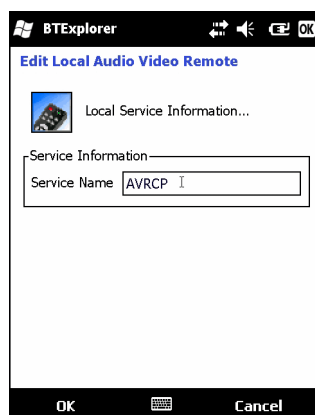 BTExplorer OK
Edit Local Audio Video Remote
Local Service Information...
Service Information
Service Name AVRCP
OK Cancel